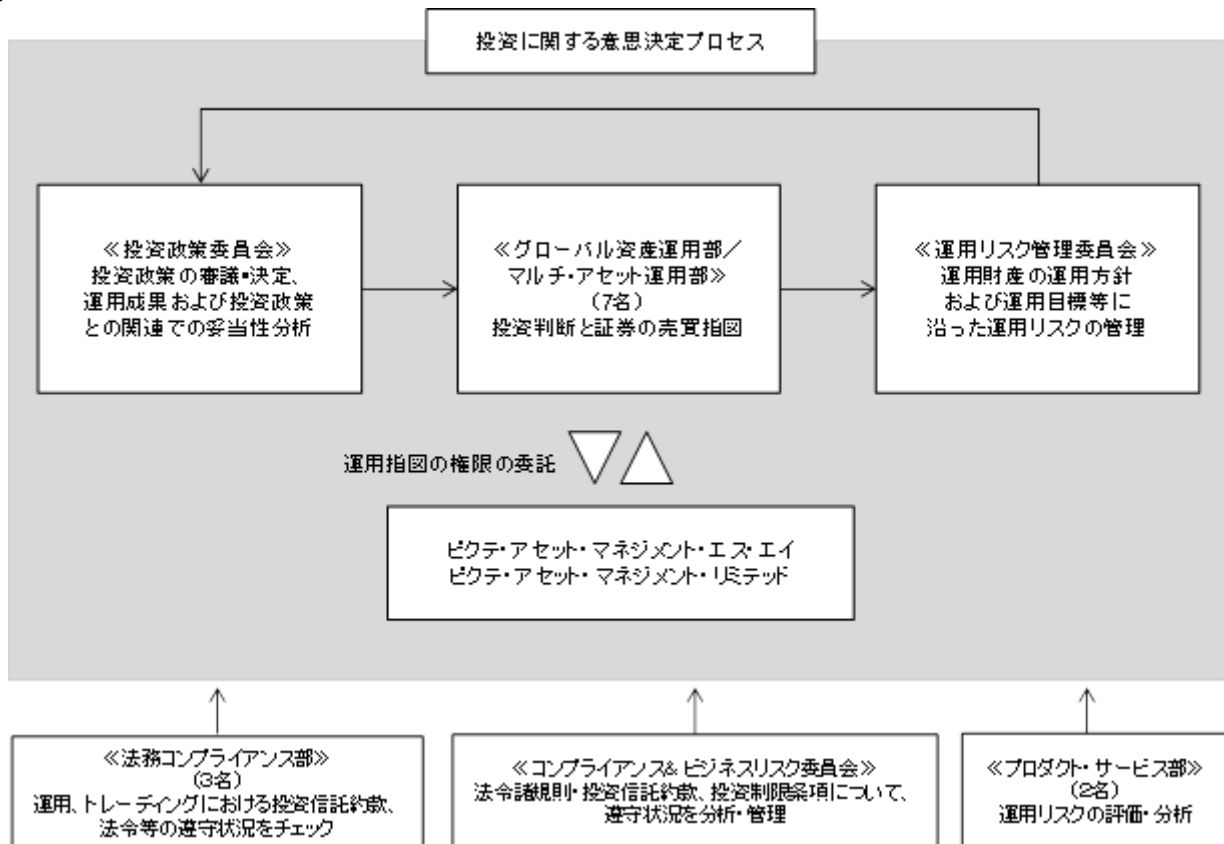 投資に関する意思決定プロセス
≪投資政策委員会≫
投資政策の審議・決定、
運用成果および投資政策
との関連での妥当性分析
≪グローバル資産運用部／
マルチ・アセット運用部≫
(7名)
投資判断と証券の売買指図
≪運用リスク管理委員会≫
運用財産の運用方針
および運用目標等に
沿った運用リスクの管理
運用指図の権限の委託
ピクテ・アセット・マネジメント・エス・エイ
ピクテ・アセット・マネジメント・リミテッド
≪法務コンプライアンス部≫
(3名)
運用、トレーディングにおける投資信託約款、
法令等の遵守状況をチェック
≪コンプライアンス&ビジネスリスク委員会≫
法令諸規則・投資信託約款、投資制限条項について、
遵守状況を分析・管理
≪プロダクト・サービス部≫
(2名)
運用リスクの評価・分析